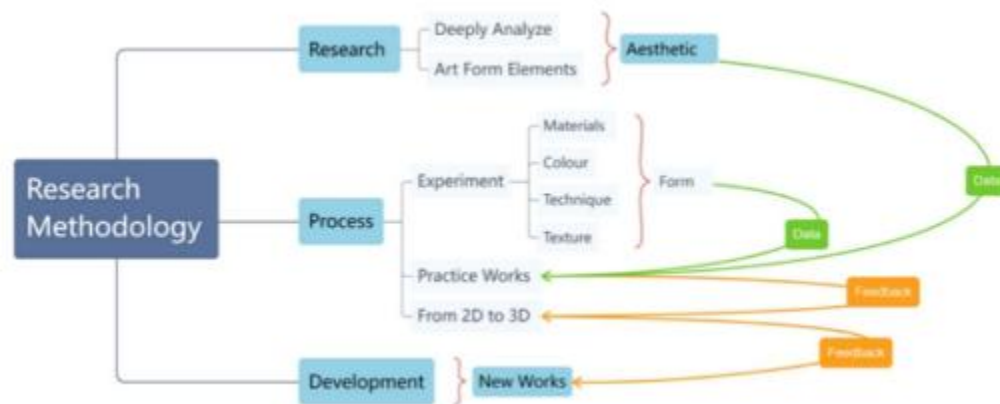 Research
Deeply Analyze
Art Form Elements
Aesthetic
Data
Research
Methodology
Process
Experiment
Materials
Colour
Technique
Texture
Form
Data
Practice Works
From 2D to 3D
Feedback
Feedback
Development
New Works